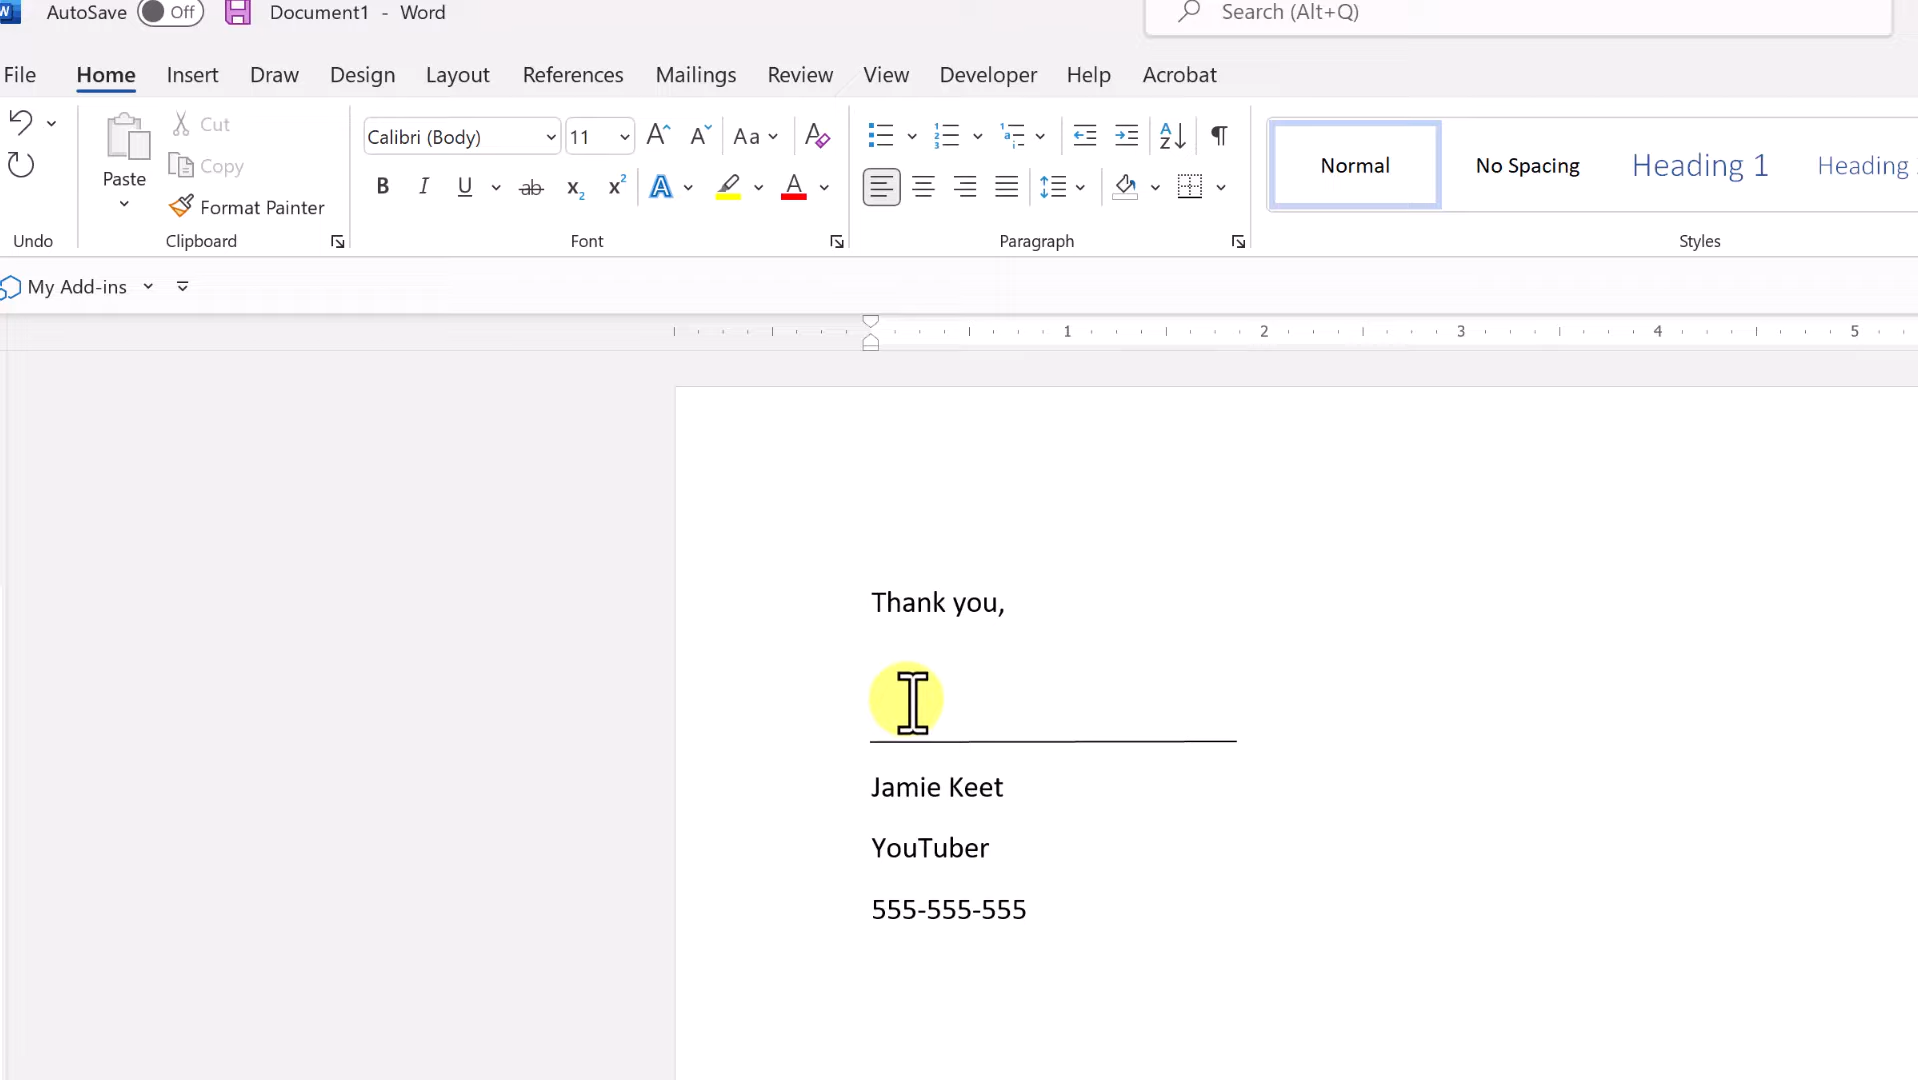 AutoSave Off Document1 - Word Search (Alt+Q)
File Home Insert Draw Design Layout References Mailings Review View Developer Help Acrobat
Paste
Cut
Copy
Format Painter
Calibri (Body) 11
Normal No Spacing Heading 1 Heading
Undo Clipboard Font Paragraph Styles
My Add-ins
1 2 3 4 5
Thank you,
Jamie Keet
YouTuber
555-555-555